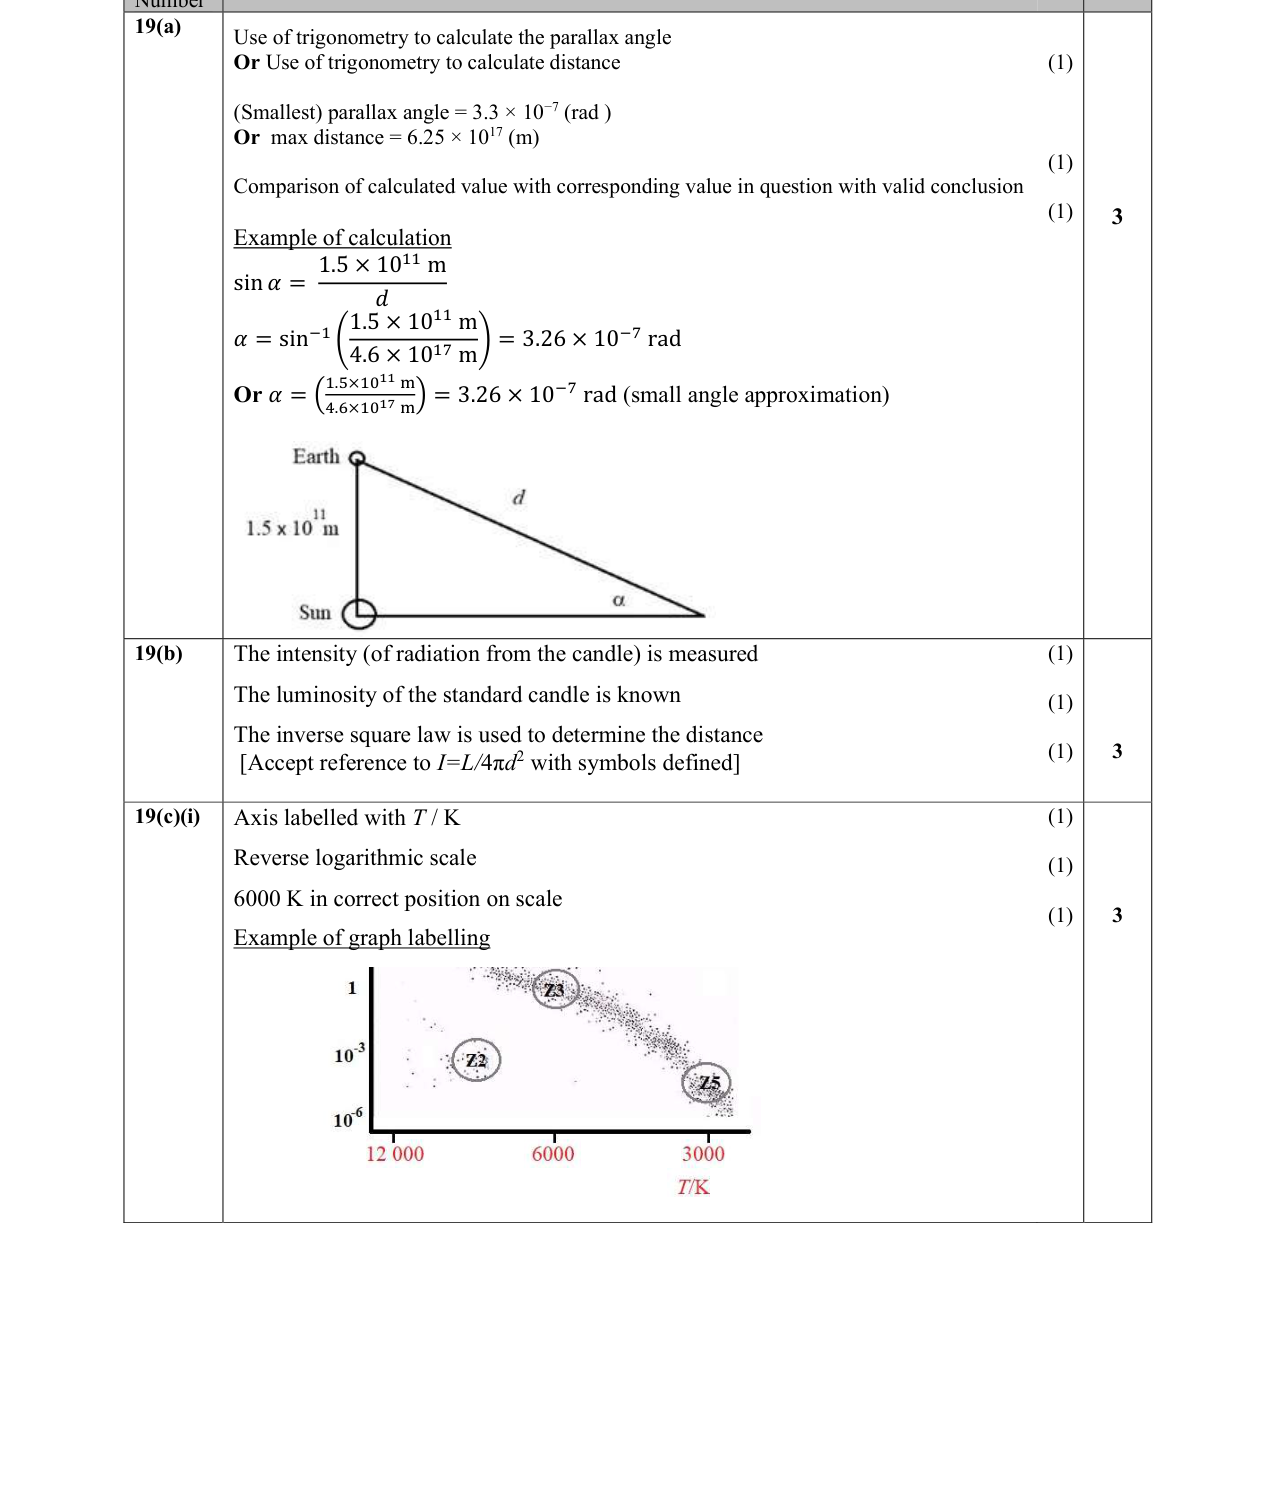 Number
19(a)
Use of trigonometry to calculate the parallax angle
Or Use of trigonometry to calculate distance (1)
(Smallest) parallax angle = 3.3 × 10⁻⁷ (rad )
Or max distance = 6.25 × 10¹⁷ (m)
(1)
Comparison of calculated value with corresponding value in question with valid conclusion
(1)
3
Example of calculation
sin α = 1.5 × 10¹¹ m / d
α = sin⁻¹ (1.5 × 10¹¹ m / 4.6 × 10¹⁷ m) = 3.26 × 10⁻⁷ rad
Or α = (1.5×10¹¹ m / 4.6×10¹⁷ m) = 3.26 × 10⁻⁷ rad (small angle approximation)
Earth
d
1.5 x 10¹¹ m
α
Sun
19(b) The intensity (of radiation from the candle) is measured (1)
The luminosity of the standard candle is known (1)
The inverse square law is used to determine the distance
[Accept reference to I=L/4πd² with symbols defined] (1) 3
19(c)(i) Axis labelled with T / K (1)
Reverse logarithmic scale (1)
6000 K in correct position on scale (1) 3
Example of graph labelling
1
Z3
10⁻³
Z2
Z5
10⁻⁶
12 000 6000 3000
T/K